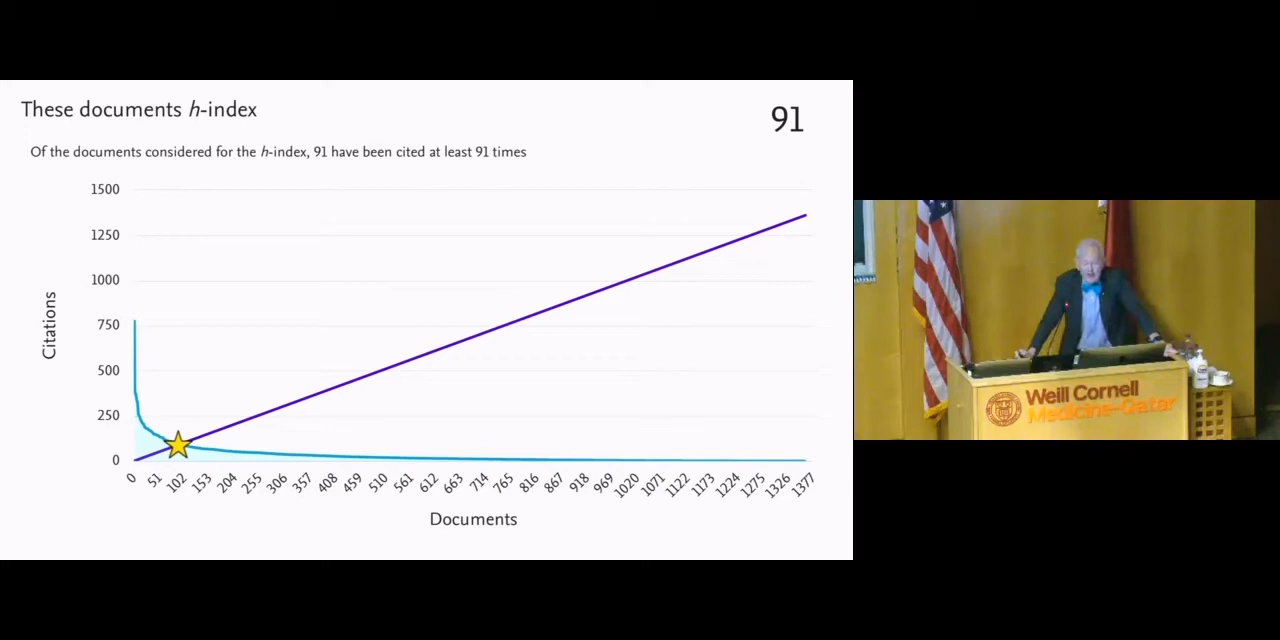 These documents h-index
91
Of the documents considered for the h-index, 91 have been cited at least 91 times
1500
1250
1000
750
500
250
0
Citations
0 51 102 153 204 255 306 357 408 459 510 561 612 663 714 765 816 867 918 969 1020 1071 1122 1173 1224 1275 1326 1377
Documents
Weill Cornell
Medicine-Qatar